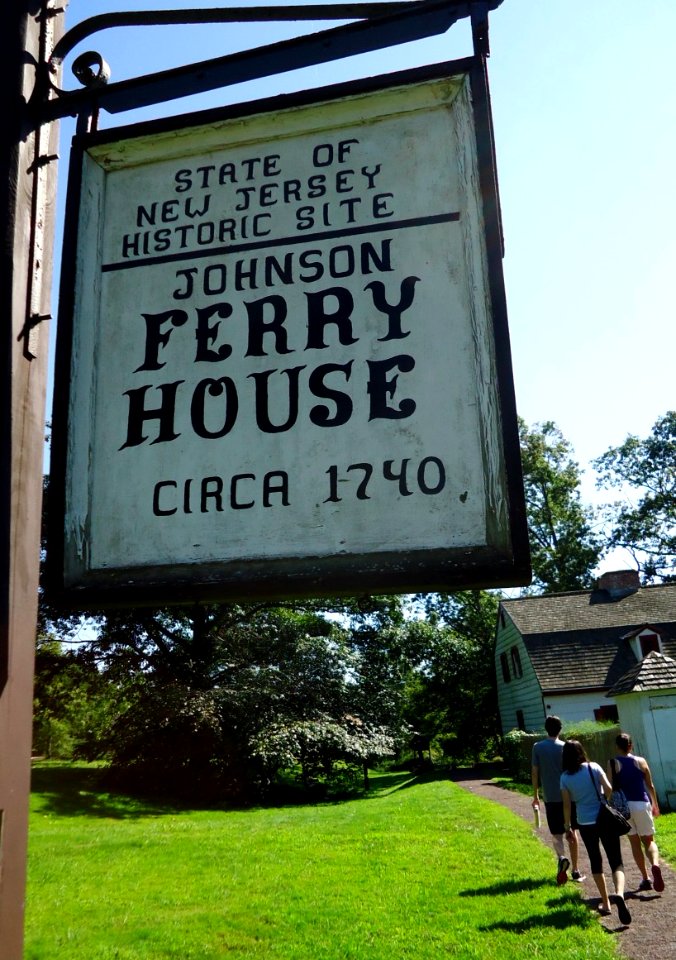 STATE OF
NEW JERSEY
HISTORIC SITE
JOHNSON
FERRY
HOUSE
CIRCA 1740